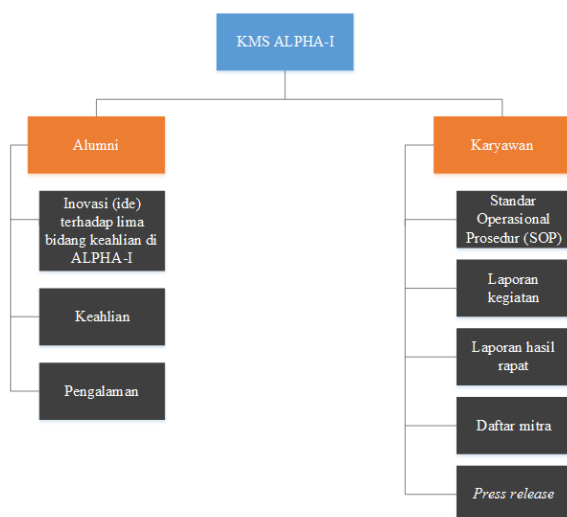 KMS ALPHA-I
Alumni
Inovasi (ide)
terhadap lima
bidang keahlian di
ALPHA-I
Keahlian
Pengalaman
Karyawan
Standar
Operasional
Prosedur (SOP)
Laporan
kegiatan
Laporan hasil
rapat
Daftar mitra
Press release